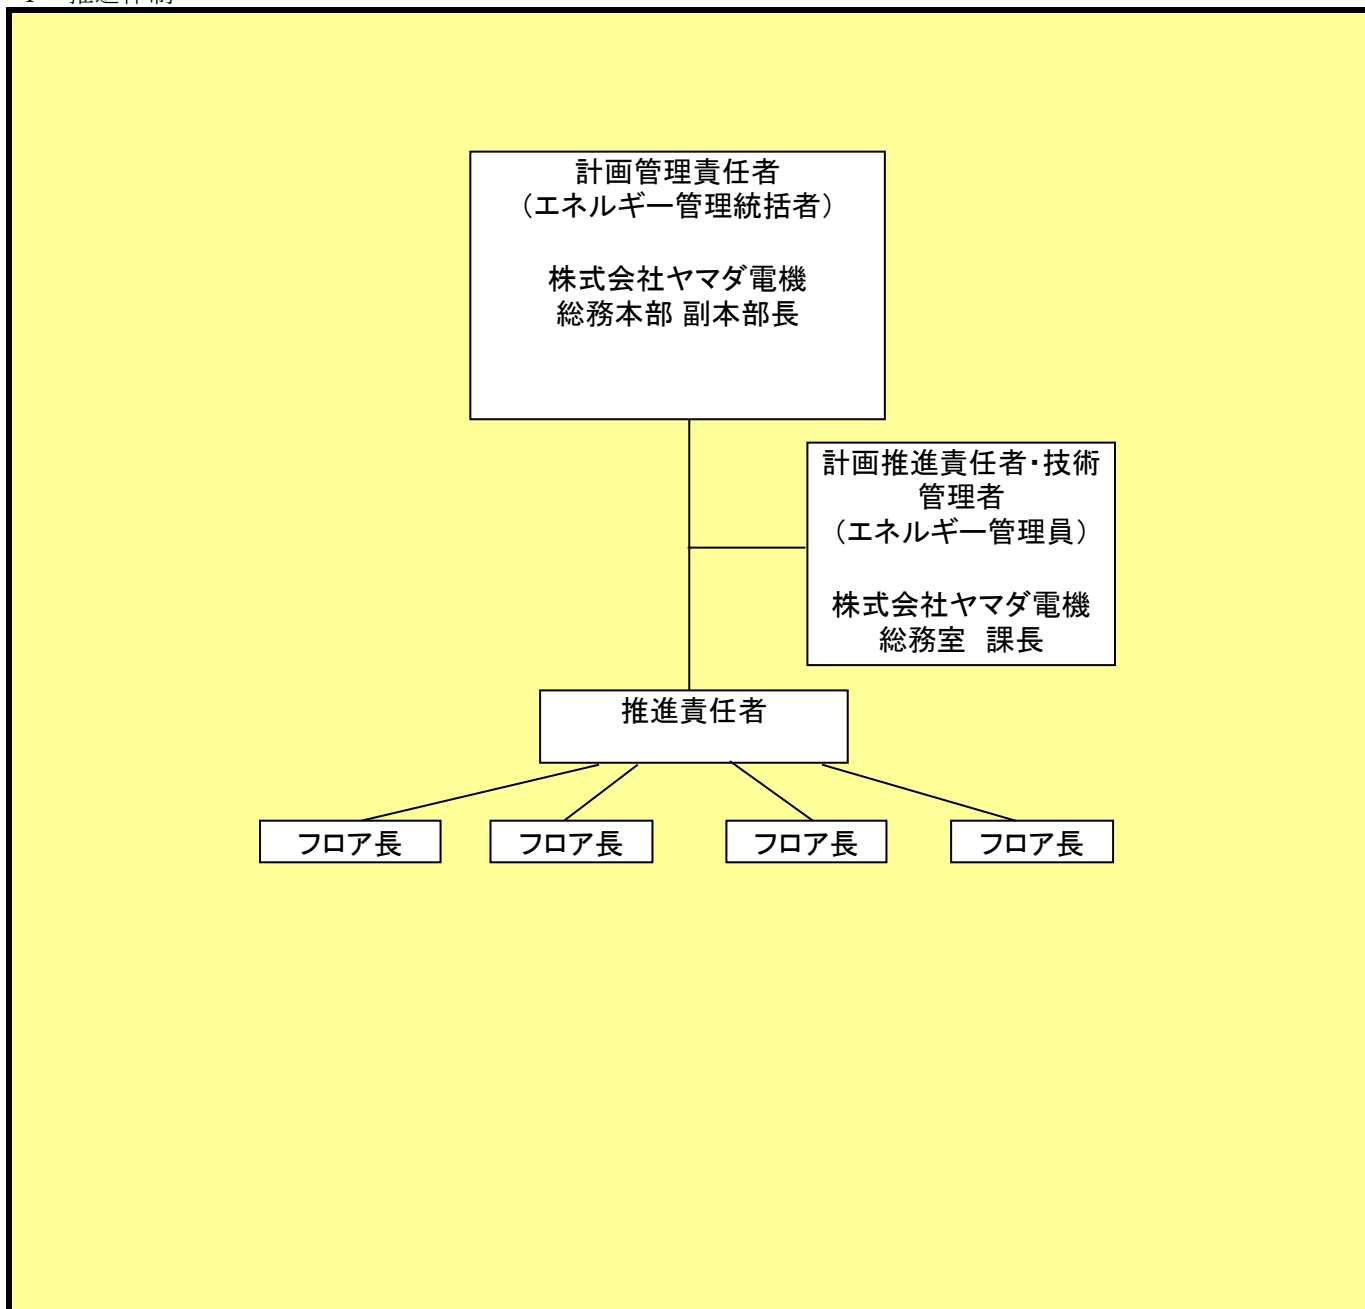 計画管理責任者
（エネルギー管理統括者）
株式会社ヤマダ電機
総務本部 副本部長
計画推進責任者・技術
管理者
（エネルギー管理員）
株式会社ヤマダ電機
総務室　課長
推進責任者
フロア長
フロア長
フロア長
フロア長